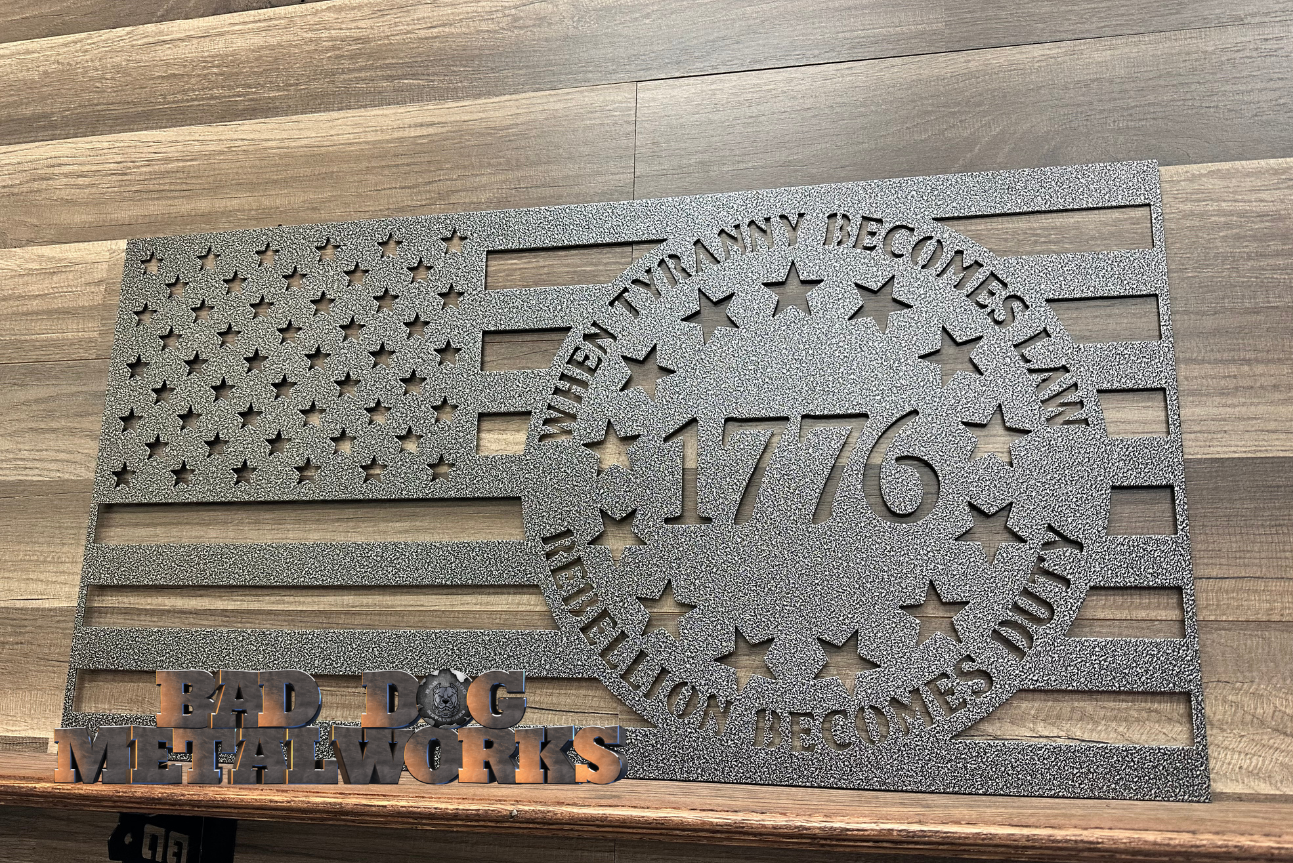 WHEN TYRANNY BECOMES LAW
1776
REBELLION BECOMES DUTY
BAD DOG
METALWORKS